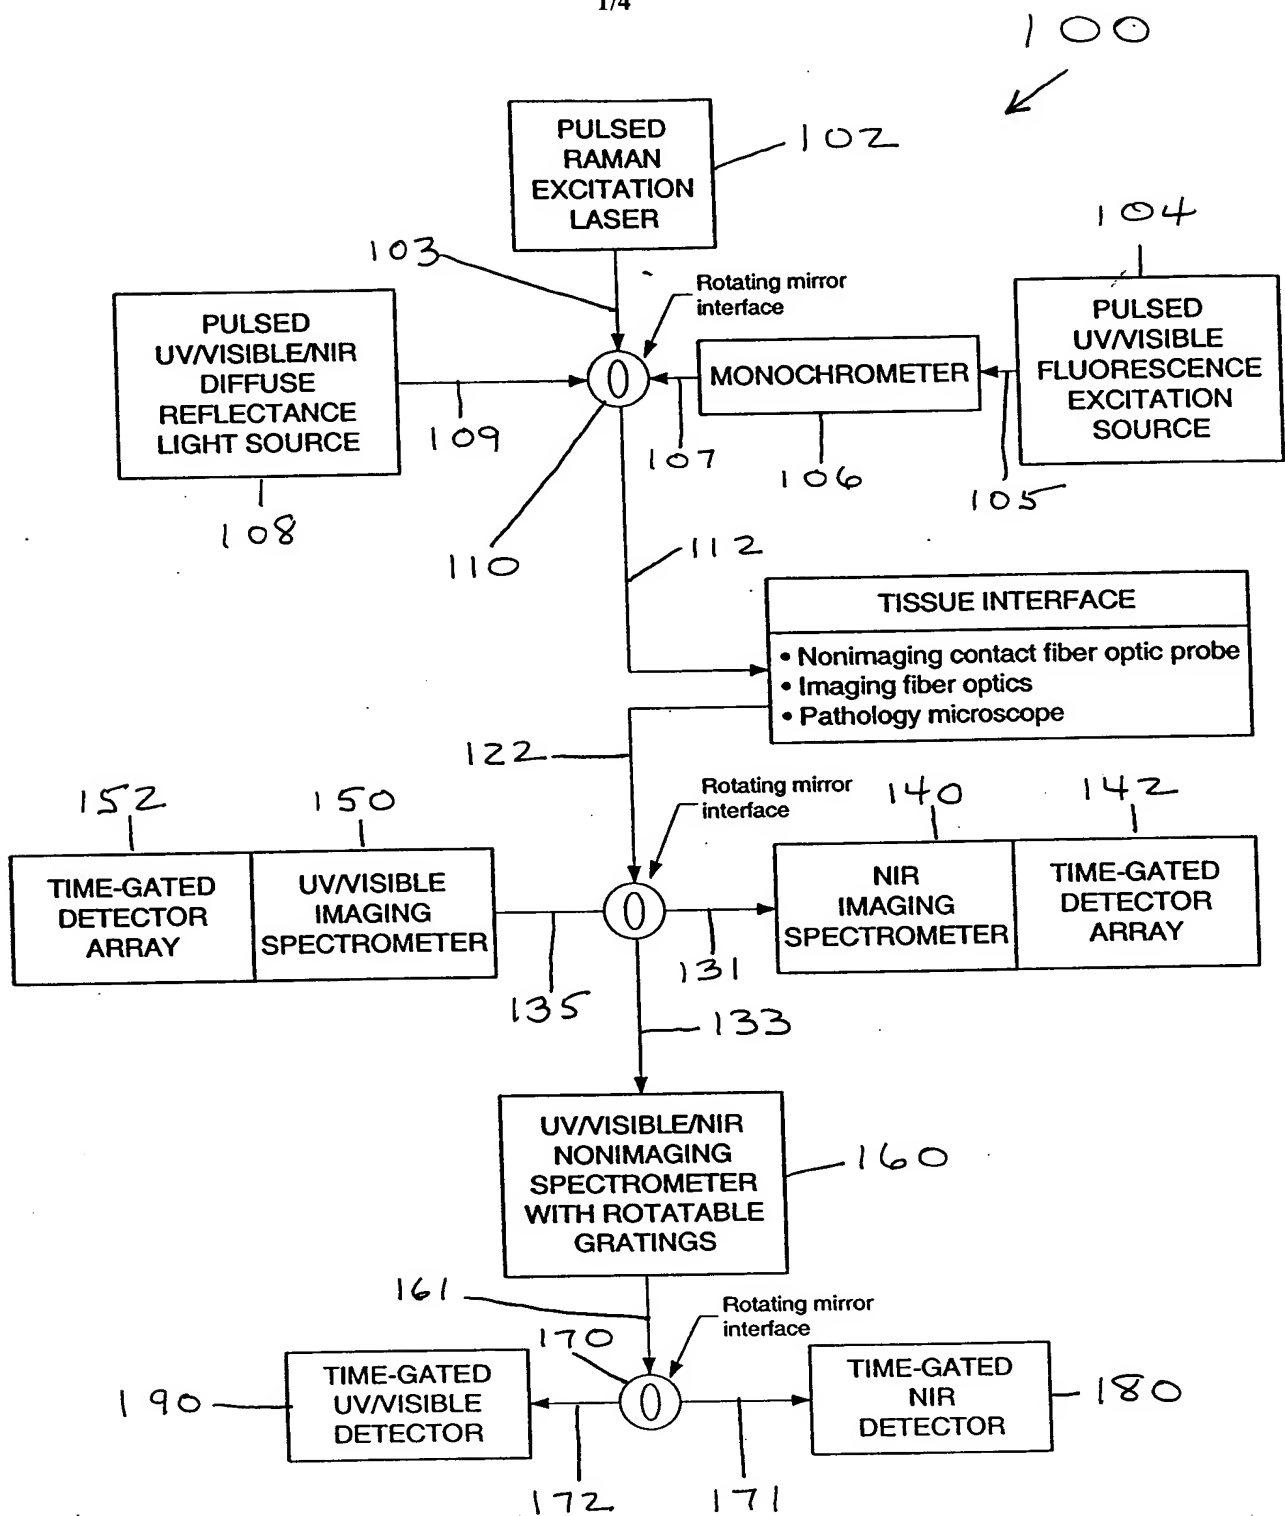 1/4
100
PULSED
RAMAN
EXCITATION
LASER
102
104
103
Rotating mirror
interface
PULSED
UV/VISIBLE/NIR
DIFFUSE
REFLECTANCE
LIGHT SOURCE
MONOCHROMETER
PULSED
UV/VISIBLE
FLUORESCENCE
EXCITATION
SOURCE
109
107
106
105
108
110
112
TISSUE INTERFACE
• Nonimaging contact fiber optic probe
• Imaging fiber optics
• Pathology microscope
122
Rotating mirror
interface
152
150
140
142
TIME-GATED
DETECTOR
ARRAY
UV/VISIBLE
IMAGING
SPECTROMETER
NIR
IMAGING
SPECTROMETER
TIME-GATED
DETECTOR
ARRAY
135
131
133
UV/VISIBLE/NIR
NONIMAGING
SPECTROMETER
WITH ROTATABLE
GRATINGS
160
161
Rotating mirror
interface
170
190
TIME-GATED
UV/VISIBLE
DETECTOR
TIME-GATED
NIR
DETECTOR
180
172
171